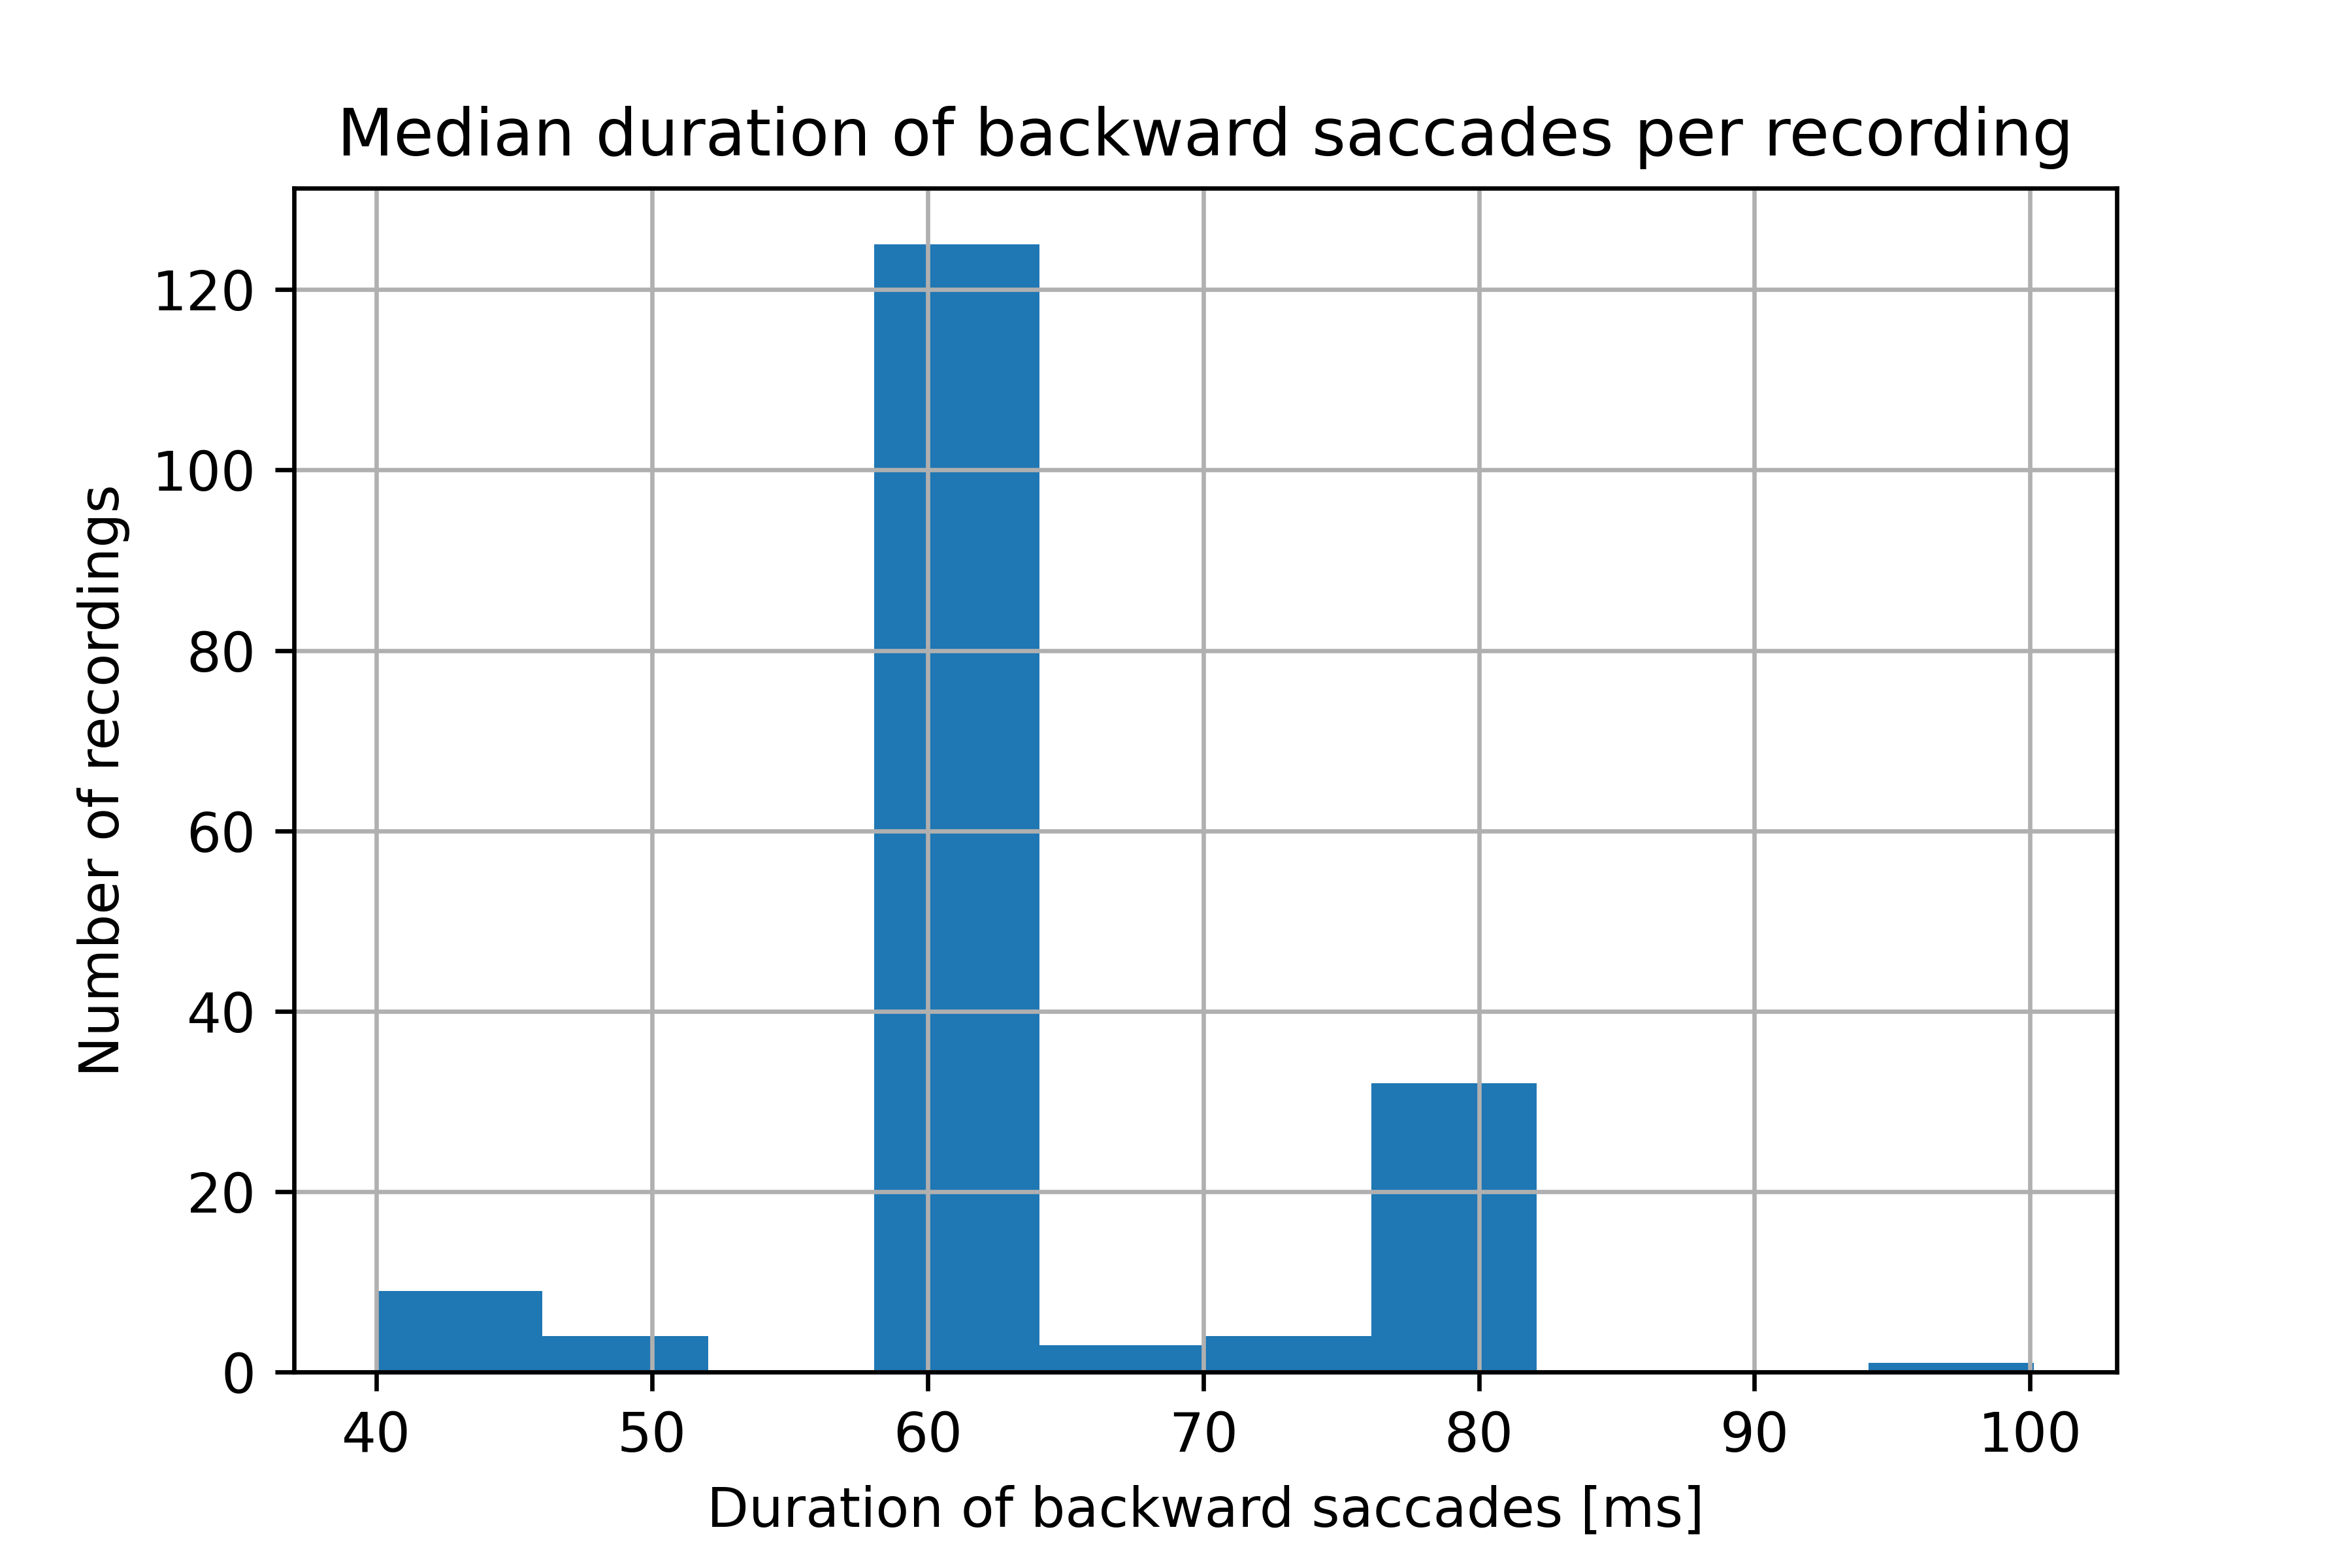 Median duration of backward saccades per recording
120
100
80
60
40
20
0
Number of recordings
40 50 60 70 80 90 100
Duration of backward saccades [ms]